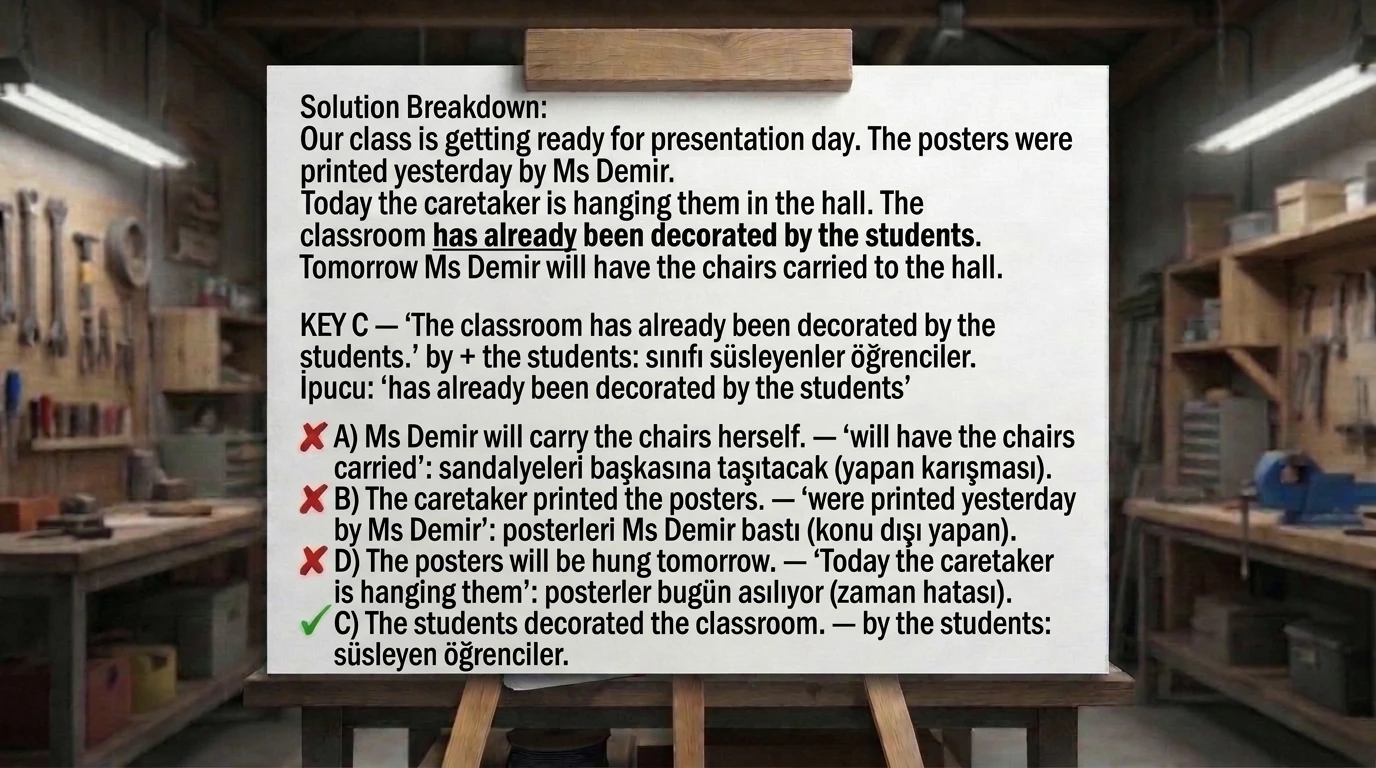 Solution Breakdown:
Our class is getting ready for presentation day. The posters were
printed yesterday by Ms Demir.
Today the caretaker is hanging them in the hall. The
classroom has already been decorated by the students.
Tomorrow Ms Demir will have the chairs carried to the hall.
KEY C — ‘The classroom has already been decorated by the
students.’ by + the students: sınıfı süsleyenler öğrenciler.
İpucu: ‘has already been decorated by the students’
✘ A) Ms Demir will carry the chairs herself. — ‘will have the chairs
carried’: sandalyeleri başkasına taşıtacak (yapan karışması).
✘ B) The caretaker printed the posters. — ‘were printed yesterday
by Ms Demir’: posterleri Ms Demir bastı (konu dışı yapan).
✘ D) The posters will be hung tomorrow. — ‘Today the caretaker
is hanging them’: posterler bugün asılıyor (zaman hatası).
✓ C) The students decorated the classroom. — by the students:
süsleyen öğrenciler.